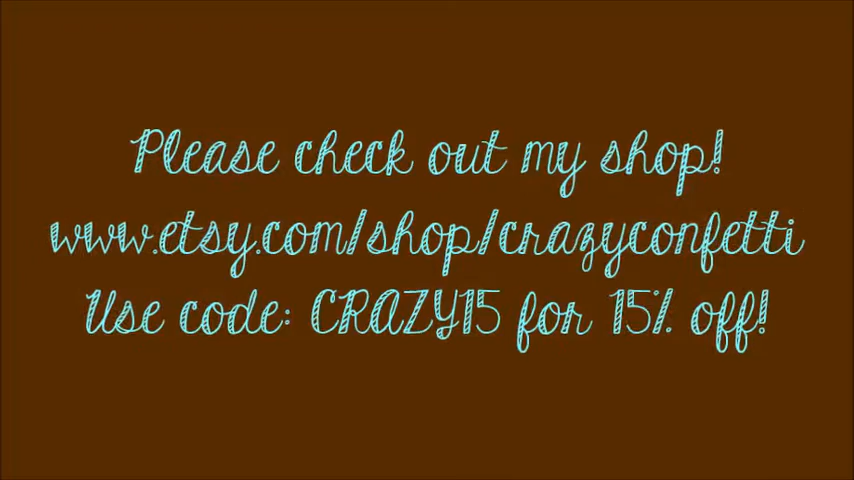 Please check out my shop!
www.etsy.com/shop/crazyconfetti
Use code: CRAZY15 for 15% off!